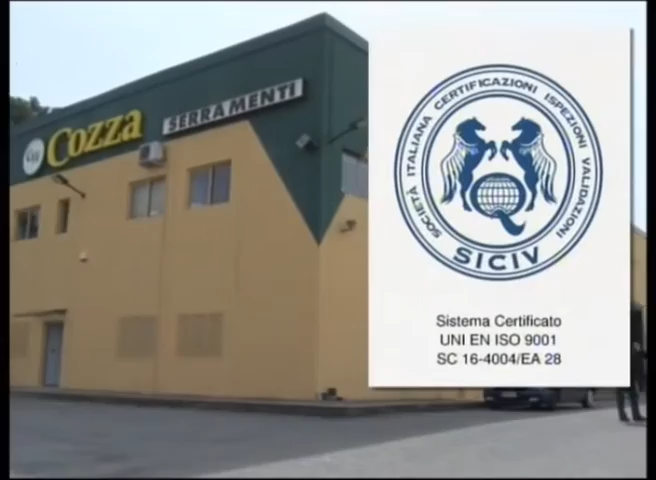 Cozza
SERRAMENTI
SOCIETÀ ITALIANA CERTIFICAZIONI ISPEZIONI VALIDAZIONI
SICIV
Sistema Certificato
UNI EN ISO 9001
SC 16-4004/EA 28